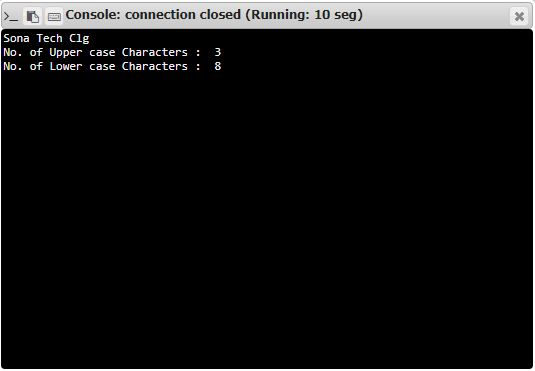 Console: connection closed (Running: 10 seg)
Sona Tech Clg
No. of Upper case Characters :  3
No. of Lower case Characters :  8